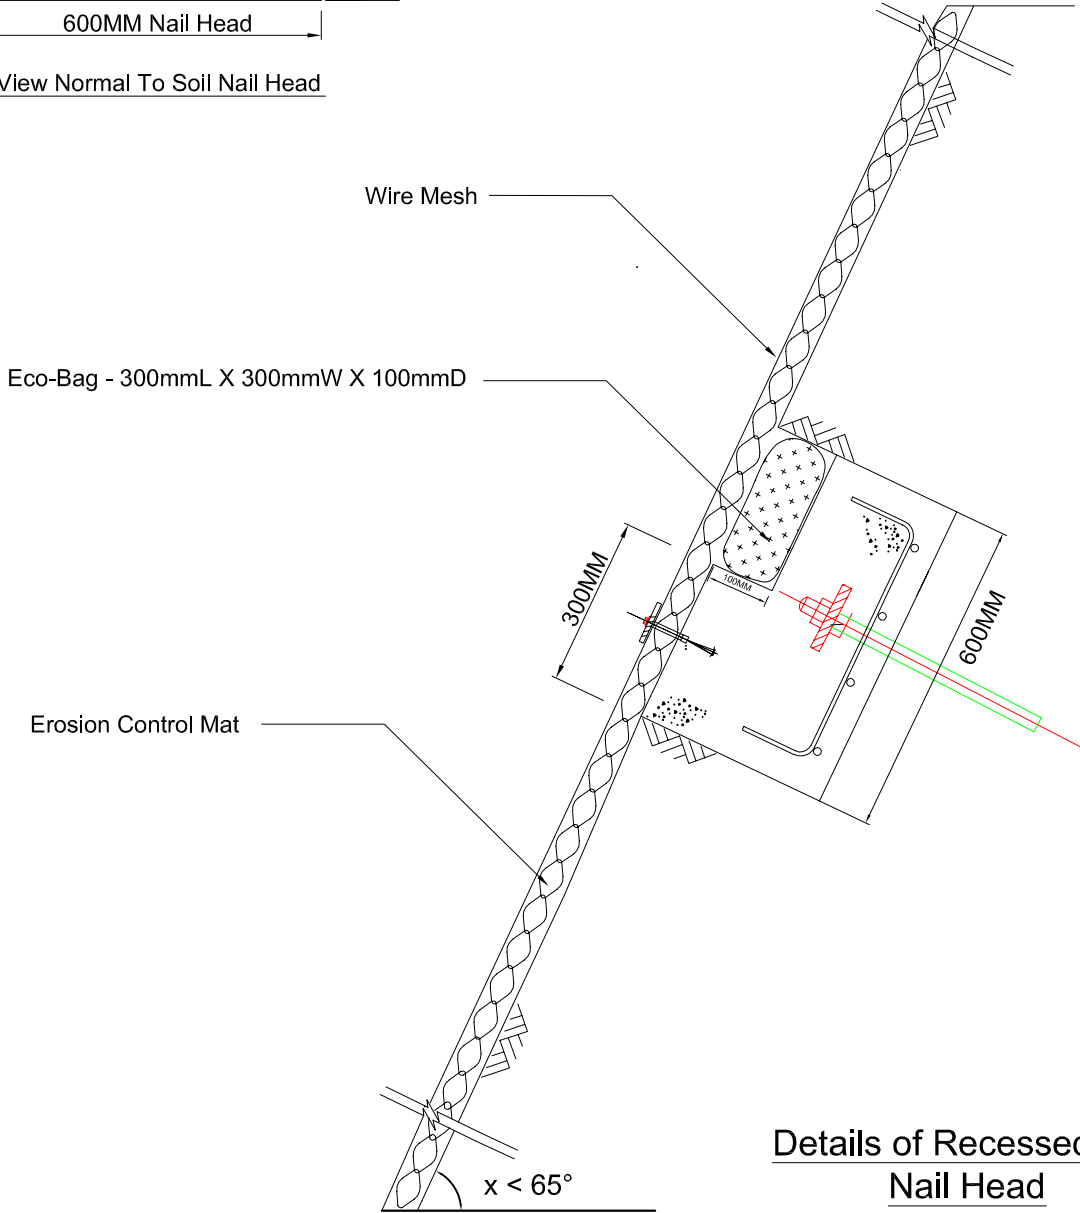 600MM Nail Head
View Normal To Soil Nail Head
Wire Mesh
Eco-Bag - 300mmL X 300mmW X 100mmD
100MM
300MM
600MM
Erosion Control Mat
x < 65°
Details of Recessed
Nail Head